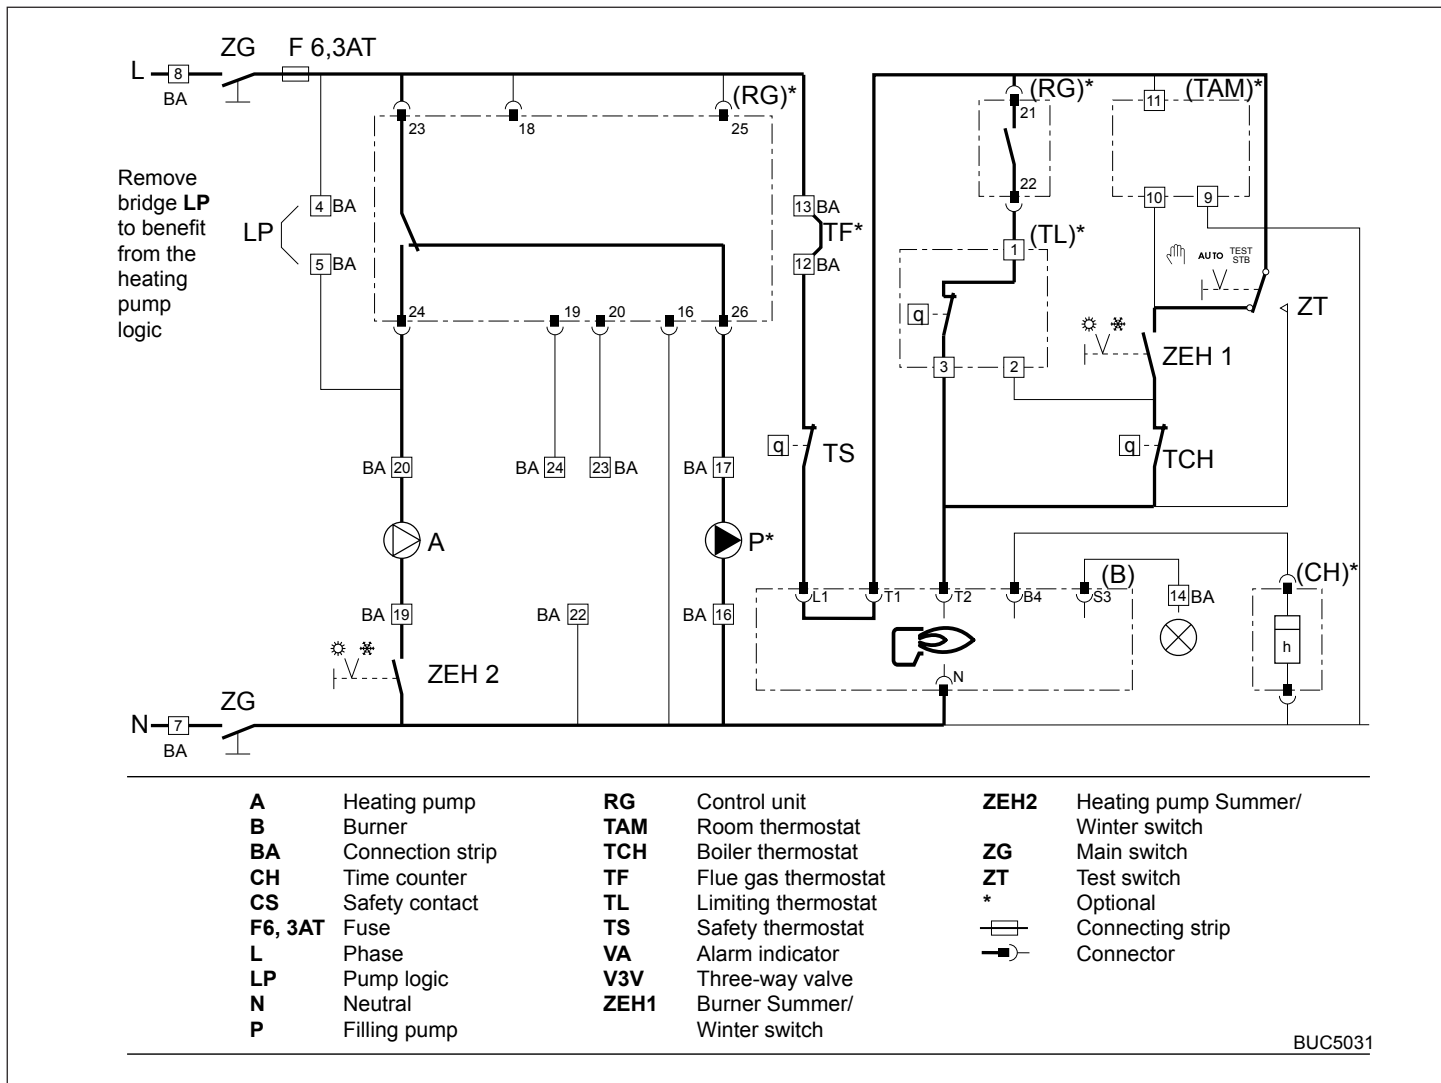 ZG F 6,3AT
L 8
BA
(RG)*
23 18 25
(RG)*
21
22
11 (TAM)*
10 9
Remove
bridge LP
to benefit
from the
heating
pump
logic
LP
4 BA
5 BA
13 BA
TF*
12 BA
1 (TL)*
q
3 2
AUTO TEST
STB
ZT
ZEH 1
24 19 20 16 26
q TS
q TCH
BA 20
BA 24
23 BA
BA 17
A
P*
(B)
(CH)*
L1 T1 T2 B4 S3
14 BA
h
N
BA 19
BA 22
BA 16
ZEH 2
ZG
N 7
BA
A Heating pump
B Burner
BA Connection strip
CH Time counter
CS Safety contact
F6, 3AT Fuse
L Phase
LP Pump logic
N Neutral
P Filling pump
RG Control unit
TAM Room thermostat
TCH Boiler thermostat
TF Flue gas thermostat
TL Limiting thermostat
TS Safety thermostat
VA Alarm indicator
V3V Three-way valve
ZEH1 Burner Summer/
Winter switch
ZEH2 Heating pump Summer/
Winter switch
ZG Main switch
ZT Test switch
* Optional
Connecting strip
Connector
BUC5031